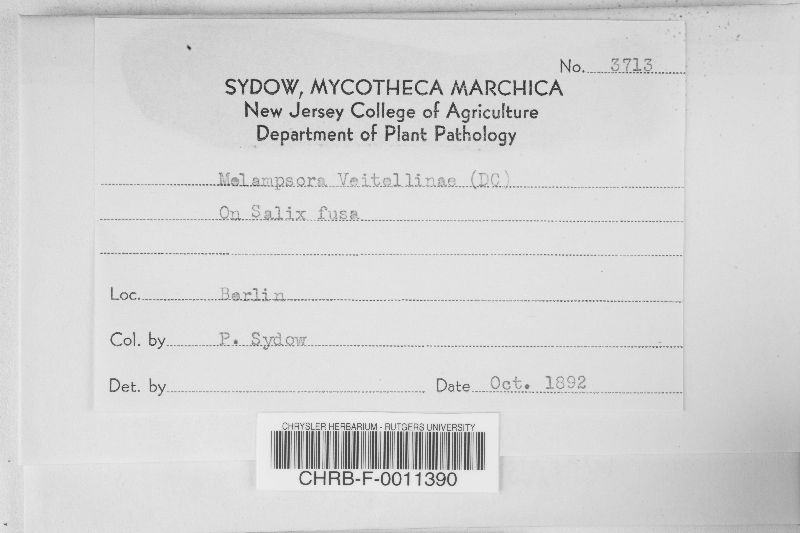 No. 3713
SYDOW, MYCOTHECA MARCHICA
New Jersey College of Agriculture
Department of Plant Pathology
Melampsora Veitellinae (DC)
On Salix fusa
Loc. Berlin
Col. by P. Sydow
Det. by Date Oct. 1892
CHRYSLER HERBARIUM - RUTGERS UNIVERSITY
CHRB-F-0011390